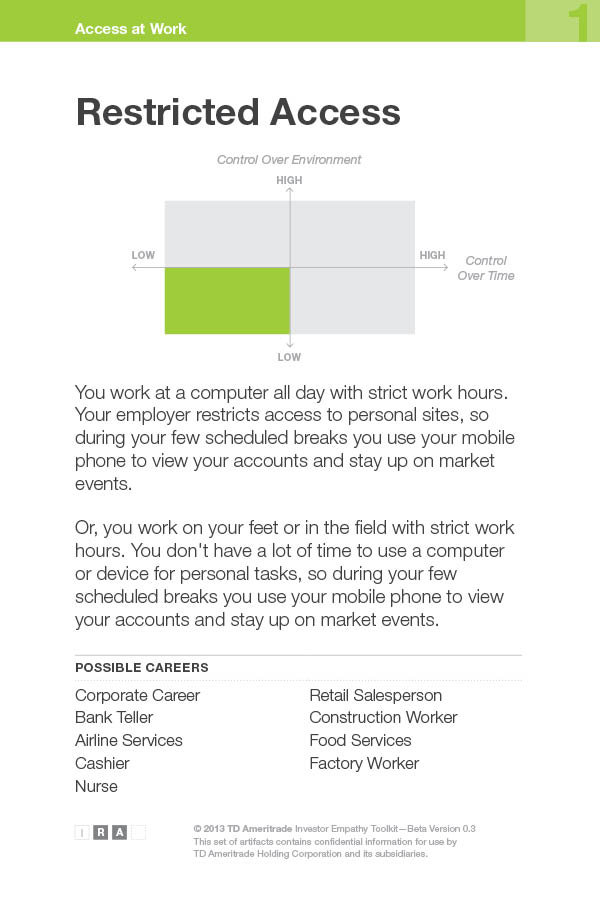 Access at Work
1
Restricted Access
Control Over Environment
HIGH
LOW
HIGH
Control
Over Time
LOW
You work at a computer all day with strict work hours.
Your employer restricts access to personal sites, so
during your few scheduled breaks you use your mobile
phone to view your accounts and stay up on market
events.
Or, you work on your feet or in the field with strict work
hours. You don't have a lot of time to use a computer
or device for personal tasks, so during your few
scheduled breaks you use your mobile phone to view
your accounts and stay up on market events.
POSSIBLE CAREERS
Corporate Career
Bank Teller
Airline Services
Cashier
Nurse
Retail Salesperson
Construction Worker
Food Services
Factory Worker
I R A
© 2013 TD Ameritrade Investor Empathy Toolkit—Beta Version 0.3
This set of artifacts contains confidential information for use by
TD Ameritrade Holding Corporation and its subsidiaries.